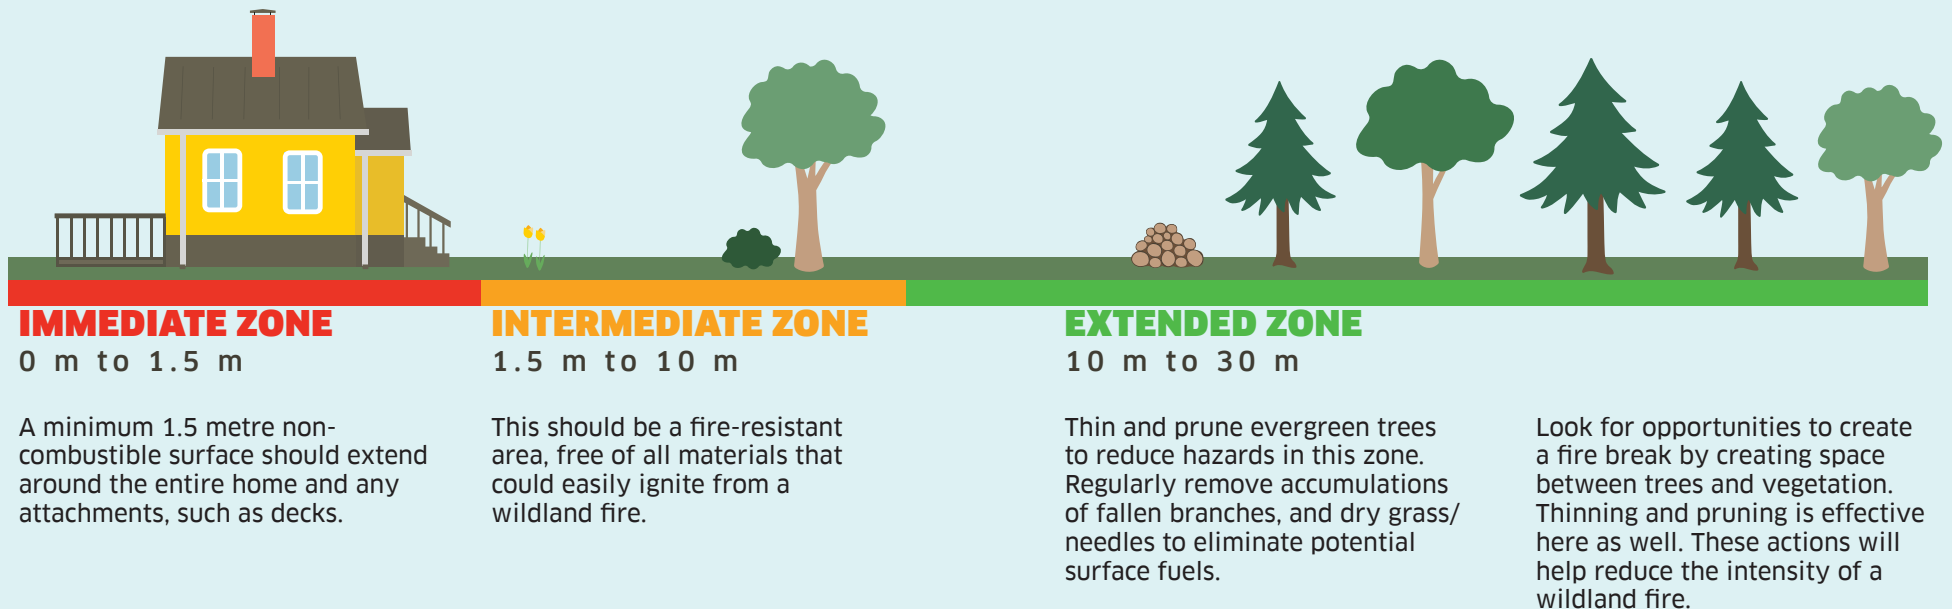 IMMEDIATE ZONE
0 m to 1.5 m
A minimum 1.5 metre non-
combustible surface should extend
around the entire home and any
attachments, such as decks.
INTERMEDIATE ZONE
1.5 m to 10 m
This should be a fire-resistant
area, free of all materials that
could easily ignite from a
wildland fire.
EXTENDED ZONE
10 m to 30 m
Thin and prune evergreen trees
to reduce hazards in this zone.
Regularly remove accumulations
of fallen branches, and dry grass/
needles to eliminate potential
surface fuels.
Look for opportunities to create
a fire break by creating space
between trees and vegetation.
Thinning and pruning is effective
here as well. These actions will
help reduce the intensity of a
wildland fire.